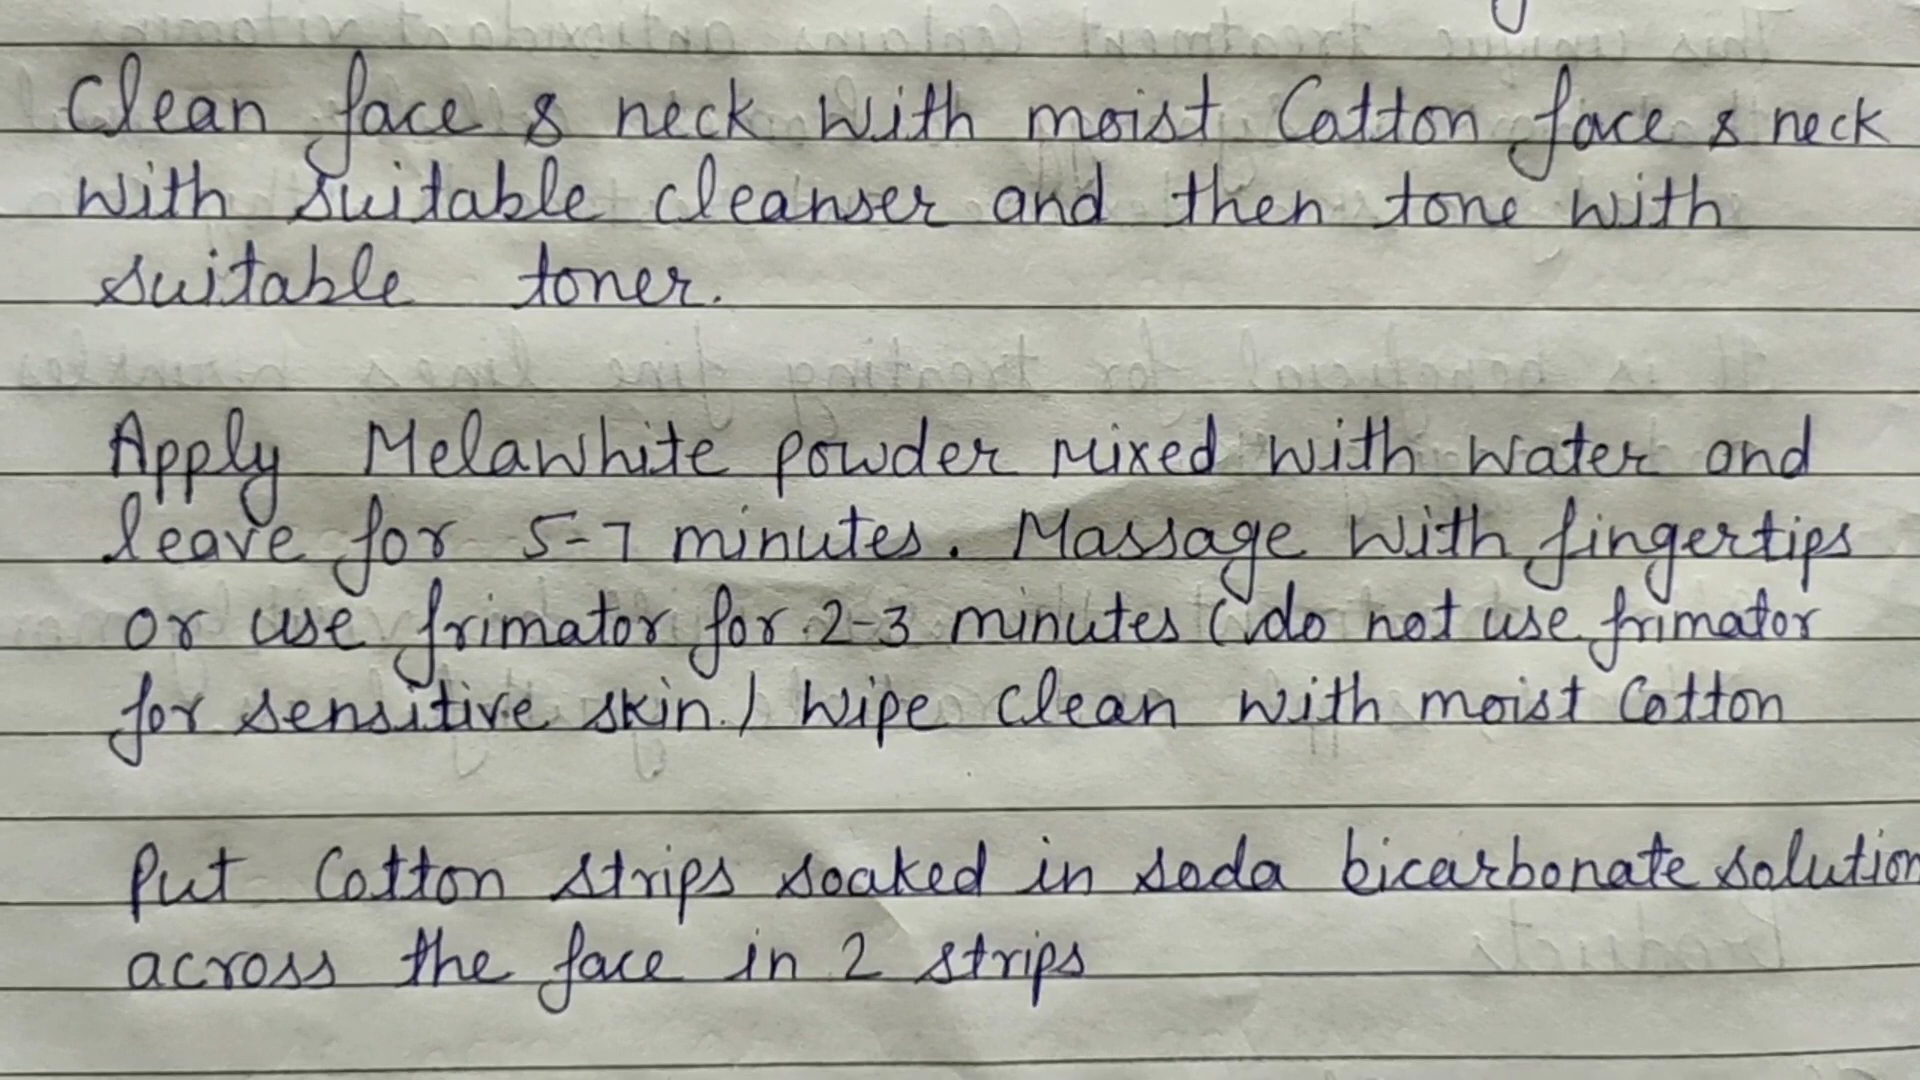 Clean face & neck with moist Cotton face & neck
with suitable cleanser and then tone with
suitable toner.
Apply Melawhite powder mixed with water and
leave for 5-7 minutes. Massage with fingertips
or use frimator for 2-3 minutes (do not use frimator
for sensitive skin.) wipe clean with moist Cotton
Put Cotton strips soaked in soda bicarbonate solution
across the face in 2 strips